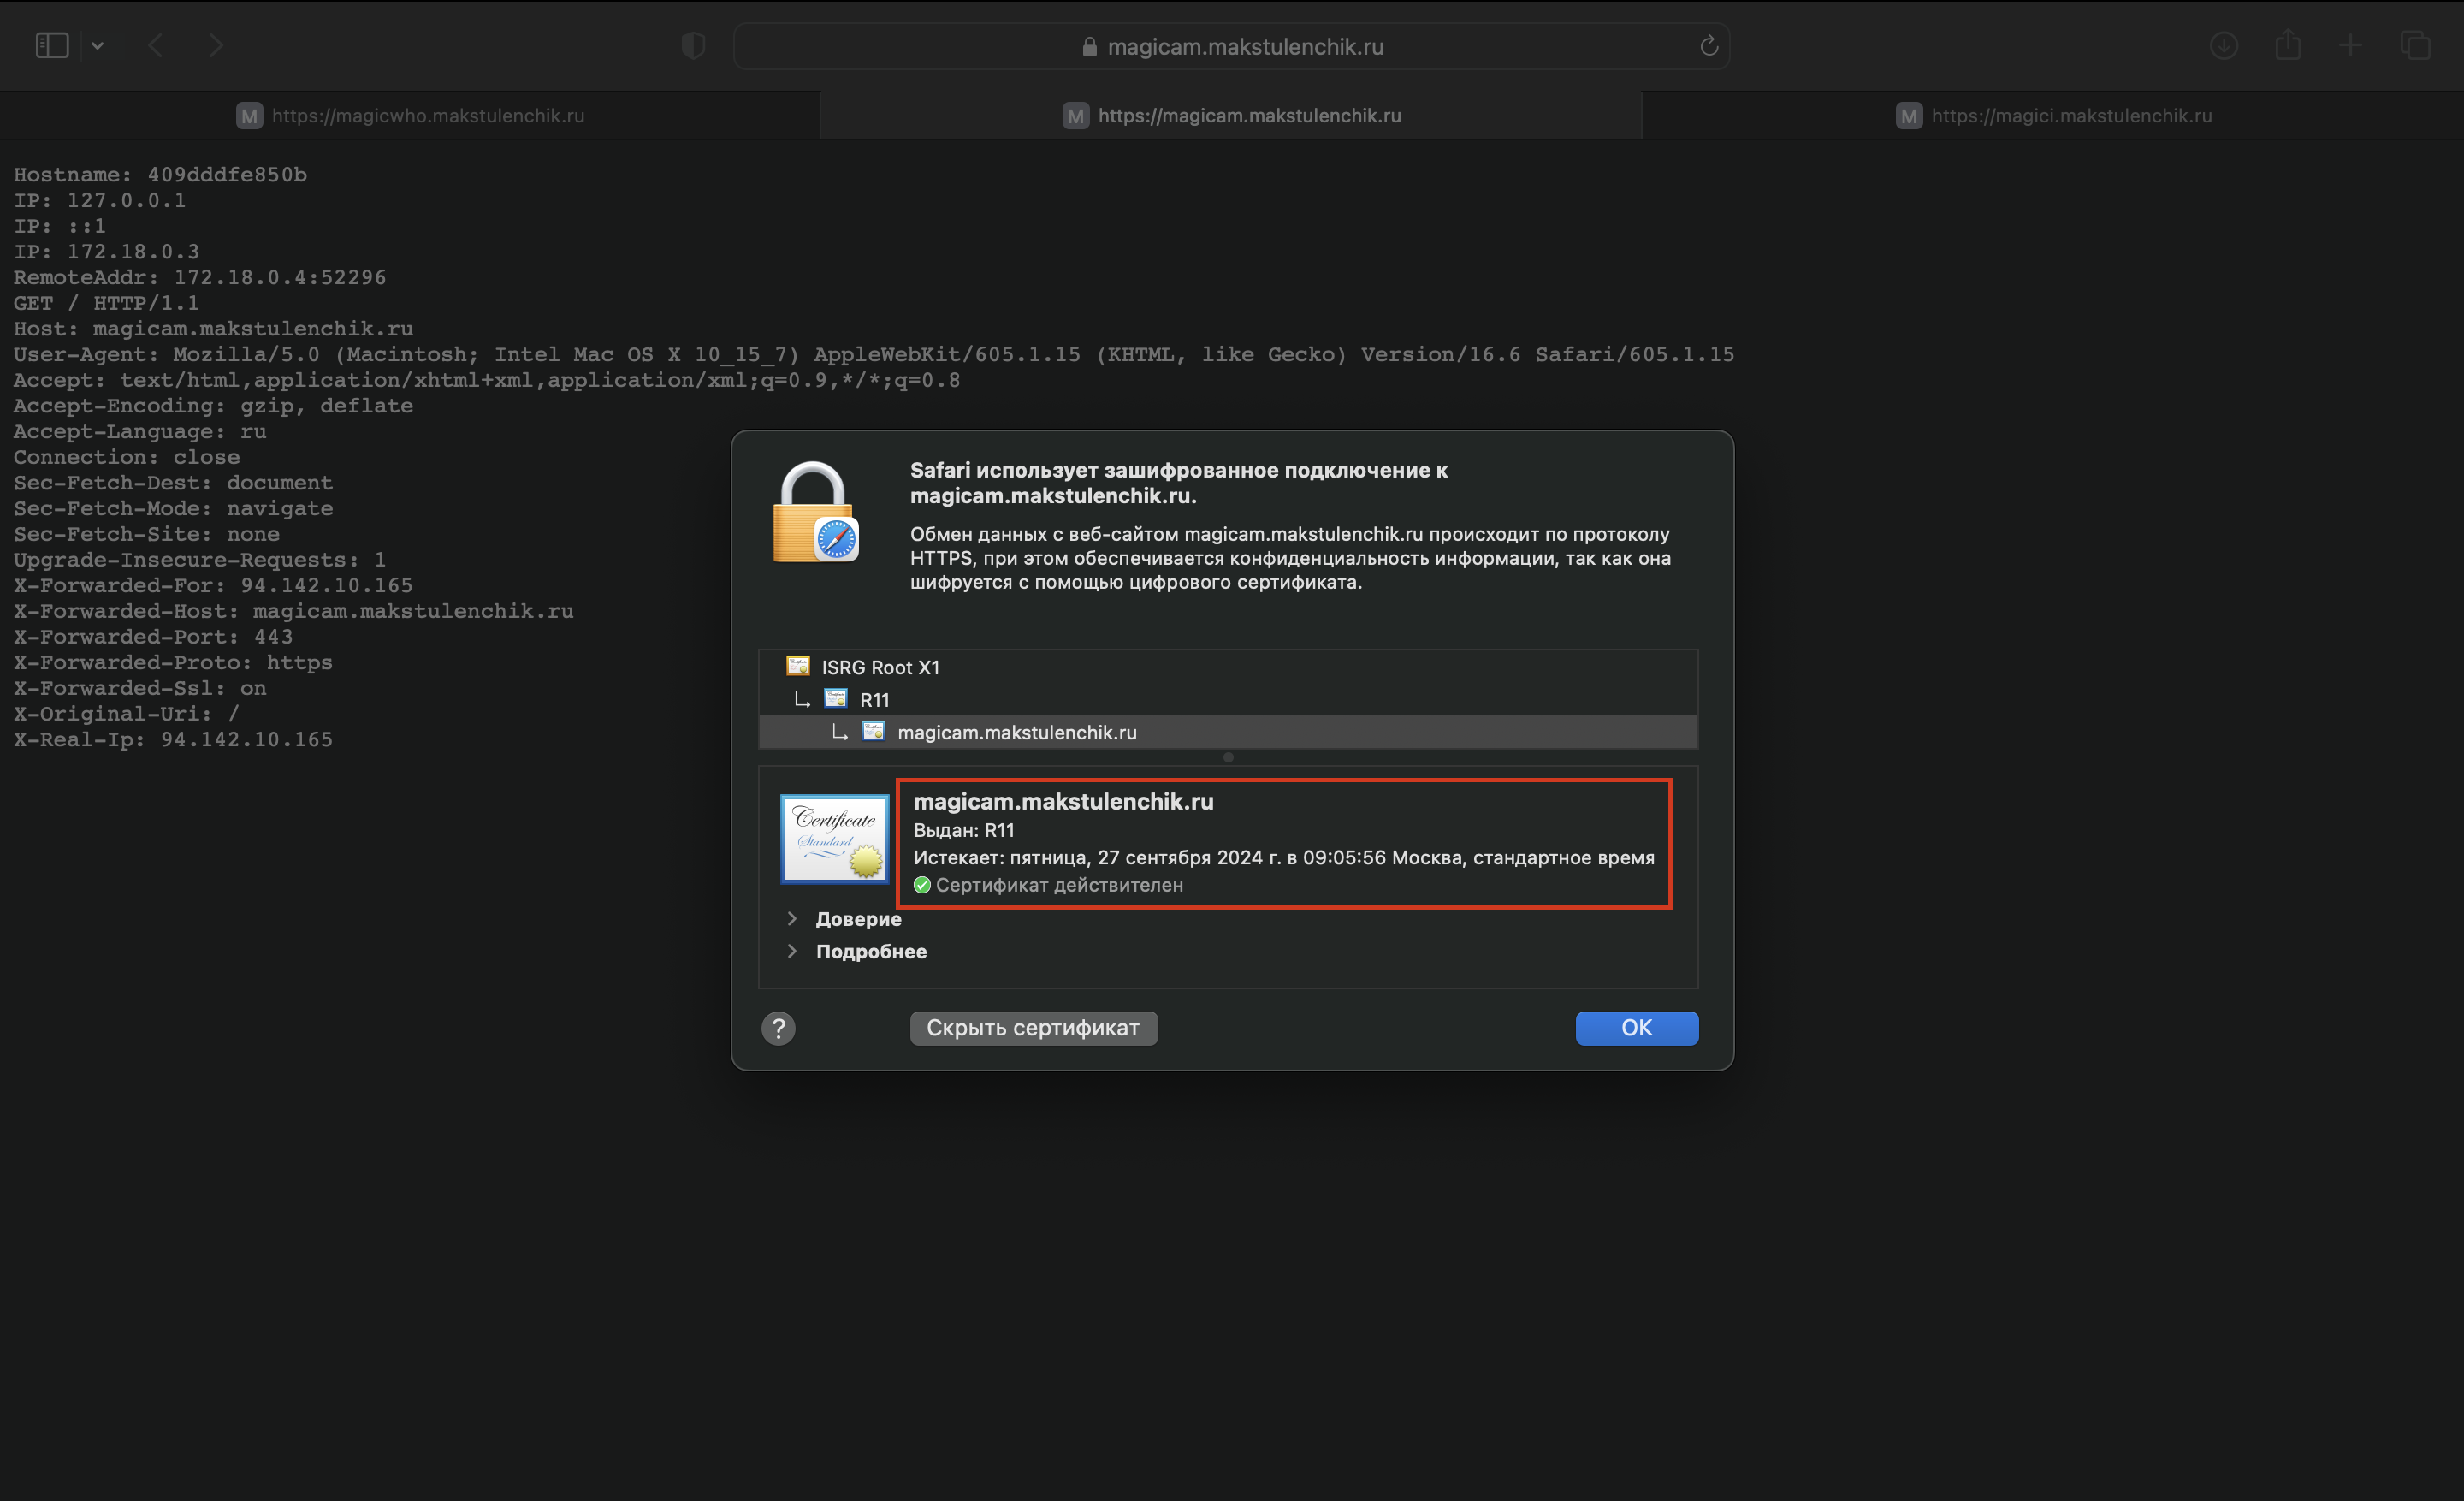 magicam.makstulenchik.ru
M https://magicwho.makstulenchik.ru
M https://magicam.makstulenchik.ru
M https://magici.makstulenchik.ru
Hostname: 409dddfe850b
IP: 127.0.0.1
IP: ::1
IP: 172.18.0.3
RemoteAddr: 172.18.0.4:52296
GET / HTTP/1.1
Host: magicam.makstulenchik.ru
User-Agent: Mozilla/5.0 (Macintosh; Intel Mac OS X 10_15_7) AppleWebKit/605.1.15 (KHTML, like Gecko) Version/16.6 Safari/605.1.15
Accept: text/html,application/xhtml+xml,application/xml;q=0.9,*/*;q=0.8
Accept-Encoding: gzip, deflate
Accept-Language: ru
Connection: close
Sec-Fetch-Dest: document
Sec-Fetch-Mode: navigate
Sec-Fetch-Site: none
Upgrade-Insecure-Requests: 1
X-Forwarded-For: 94.142.10.165
X-Forwarded-Host: magicam.makstulenchik.ru
X-Forwarded-Port: 443
X-Forwarded-Proto: https
X-Forwarded-Ssl: on
X-Original-Uri: /
X-Real-Ip: 94.142.10.165
Safari использует зашифрованное подключение к
magicam.makstulenchik.ru.
Обмен данных с веб-сайтом magicam.makstulenchik.ru происходит по протоколу
HTTPS, при этом обеспечивается конфиденциальность информации, так как она
шифруется с помощью цифрового сертификата.
ISRG Root X1
R11
magicam.makstulenchik.ru
Certificate
Standard
magicam.makstulenchik.ru
Выдан: R11
Истекает: пятница, 27 сентября 2024 г. в 09:05:56 Москва, стандартное время
Сертификат действителен
Доверие
Подробнее
?
Скрыть сертификат
OK